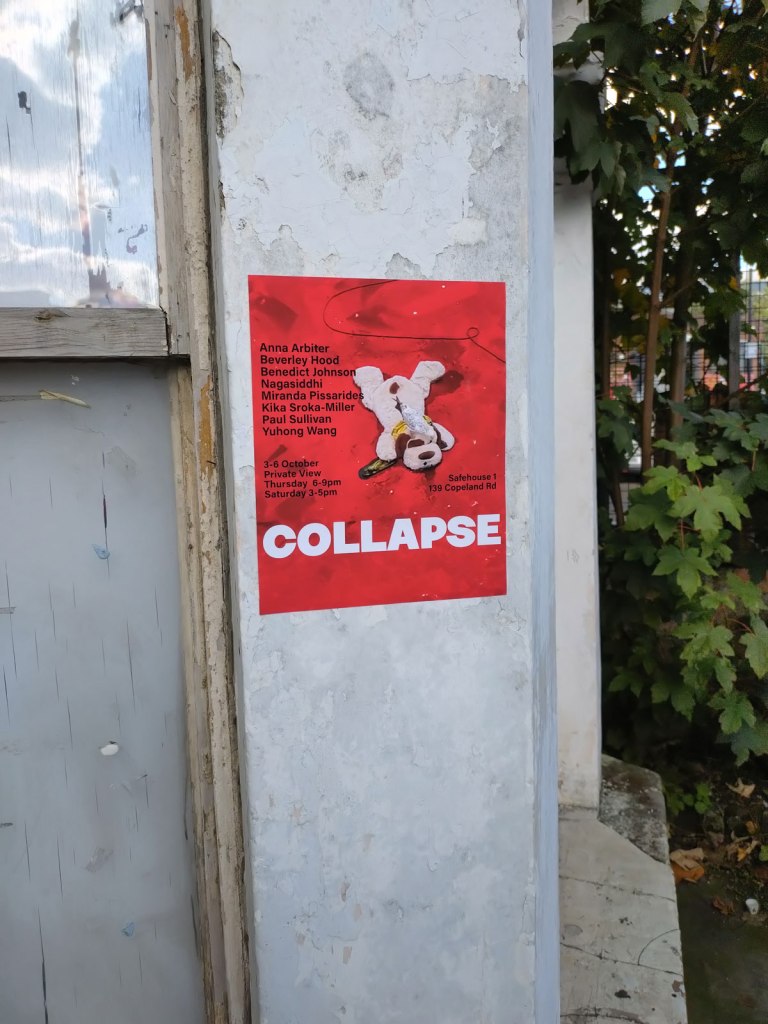 Anna Arbiter
Beverley Hood
Benedict Johnson
Nagasiddhi
Miranda Pissarides
Kika Sroka-Miller
Paul Sullivan
Yuhong Wang
3-6 October
Private View
Thursday 6-9pm
Saturday 3-5pm
Safehouse 1
139 Copeland Rd
COLLAPSE